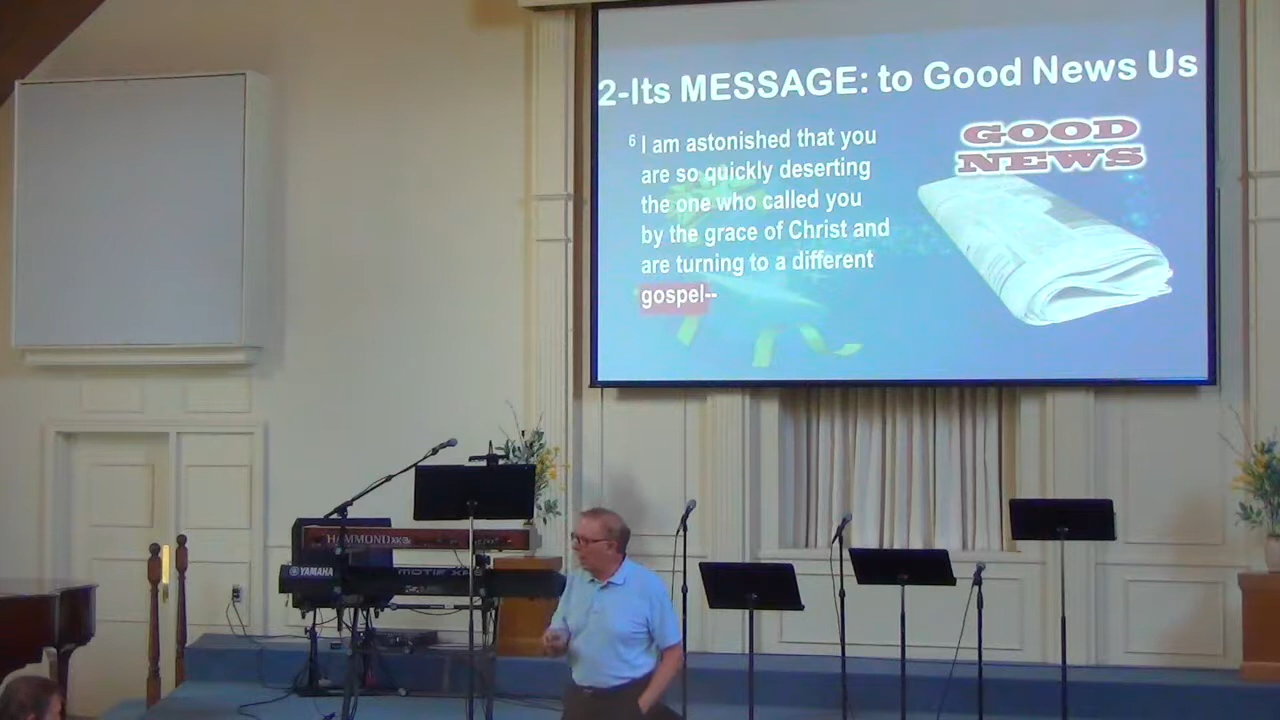 2-Its MESSAGE: to Good News Us
6 I am astonished that you
are so quickly deserting
the one who called you
by the grace of Christ and
are turning to a different
gospel--
GOOD
NEWS
HAMMOND
YAMAHA
MOTIF